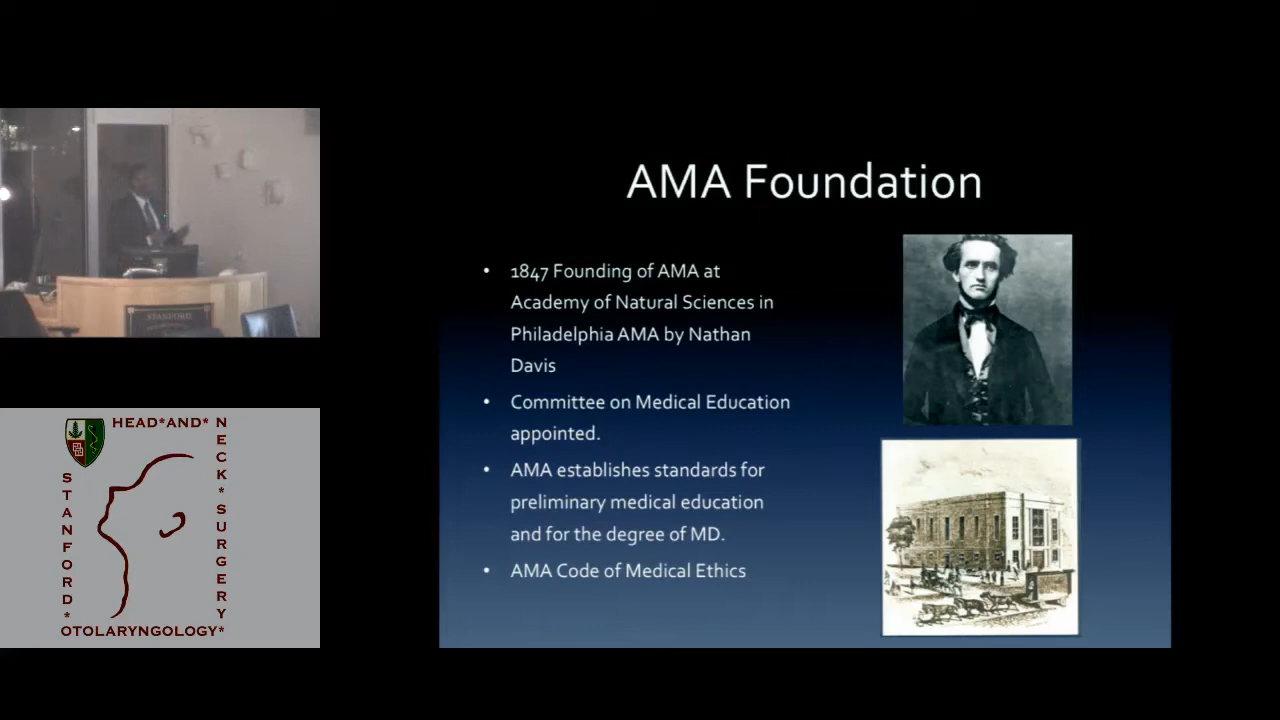 AMA Foundation
• 1847 Founding of AMA at
Academy of Natural Sciences in
Philadelphia AMA by Nathan
Davis
• Committee on Medical Education
appointed.
• AMA establishes standards for
preliminary medical education
and for the degree of MD.
• AMA Code of Medical Ethics
STANFORD
HEAD*AND*
NECK*SURGERY*
STANFORD*
OTOLARYNGOLOGY*